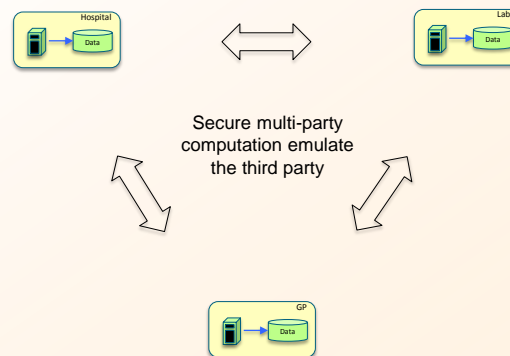 Hospital
Data
Lab
Data
Secure multi-party
computation emulate
the third party
GP
Data